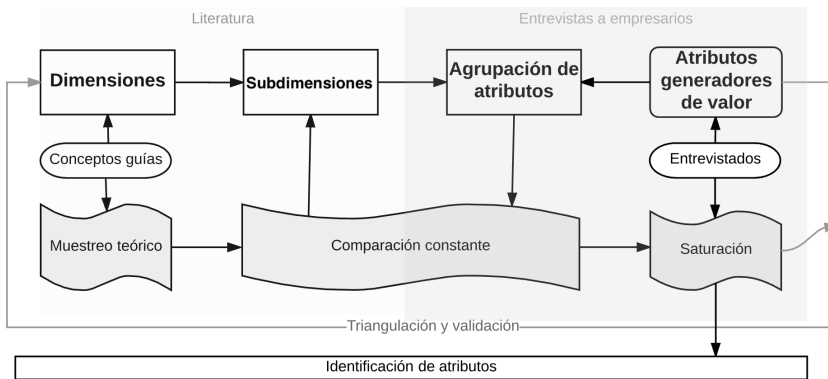 Literatura
Entrevistas a empresarios
Dimensiones
Subdimensiones
Agrupación de
atributos
Atributos
generadores
de valor
Conceptos guías
Entrevistados
Muestreo teórico
Comparación constante
Saturación
Triangulación y validación
Identificación de atributos